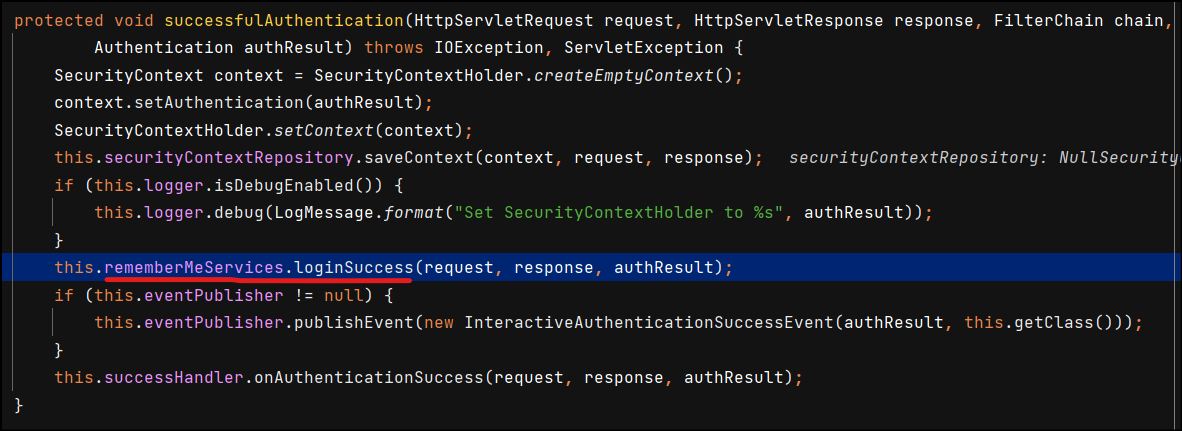 protected void successfulAuthentication(HttpServletRequest request, HttpServletResponse response, FilterChain chain,
Authentication authResult) throws IOException, ServletException {
SecurityContext context = SecurityContextHolder.createEmptyContext();
context.setAuthentication(authResult);
SecurityContextHolder.setContext(context);
this.securityContextRepository.saveContext(context, request, response);   securityContextRepository: NullSecurity
if (this.logger.isDebugEnabled()) {
this.logger.debug(LogMessage.format("Set SecurityContextHolder to %s", authResult));
}
this.rememberMeServices.loginSuccess(request, response, authResult);
if (this.eventPublisher != null) {
this.eventPublisher.publishEvent(new InteractiveAuthenticationSuccessEvent(authResult, this.getClass()));
}
this.successHandler.onAuthenticationSuccess(request, response, authResult);
}